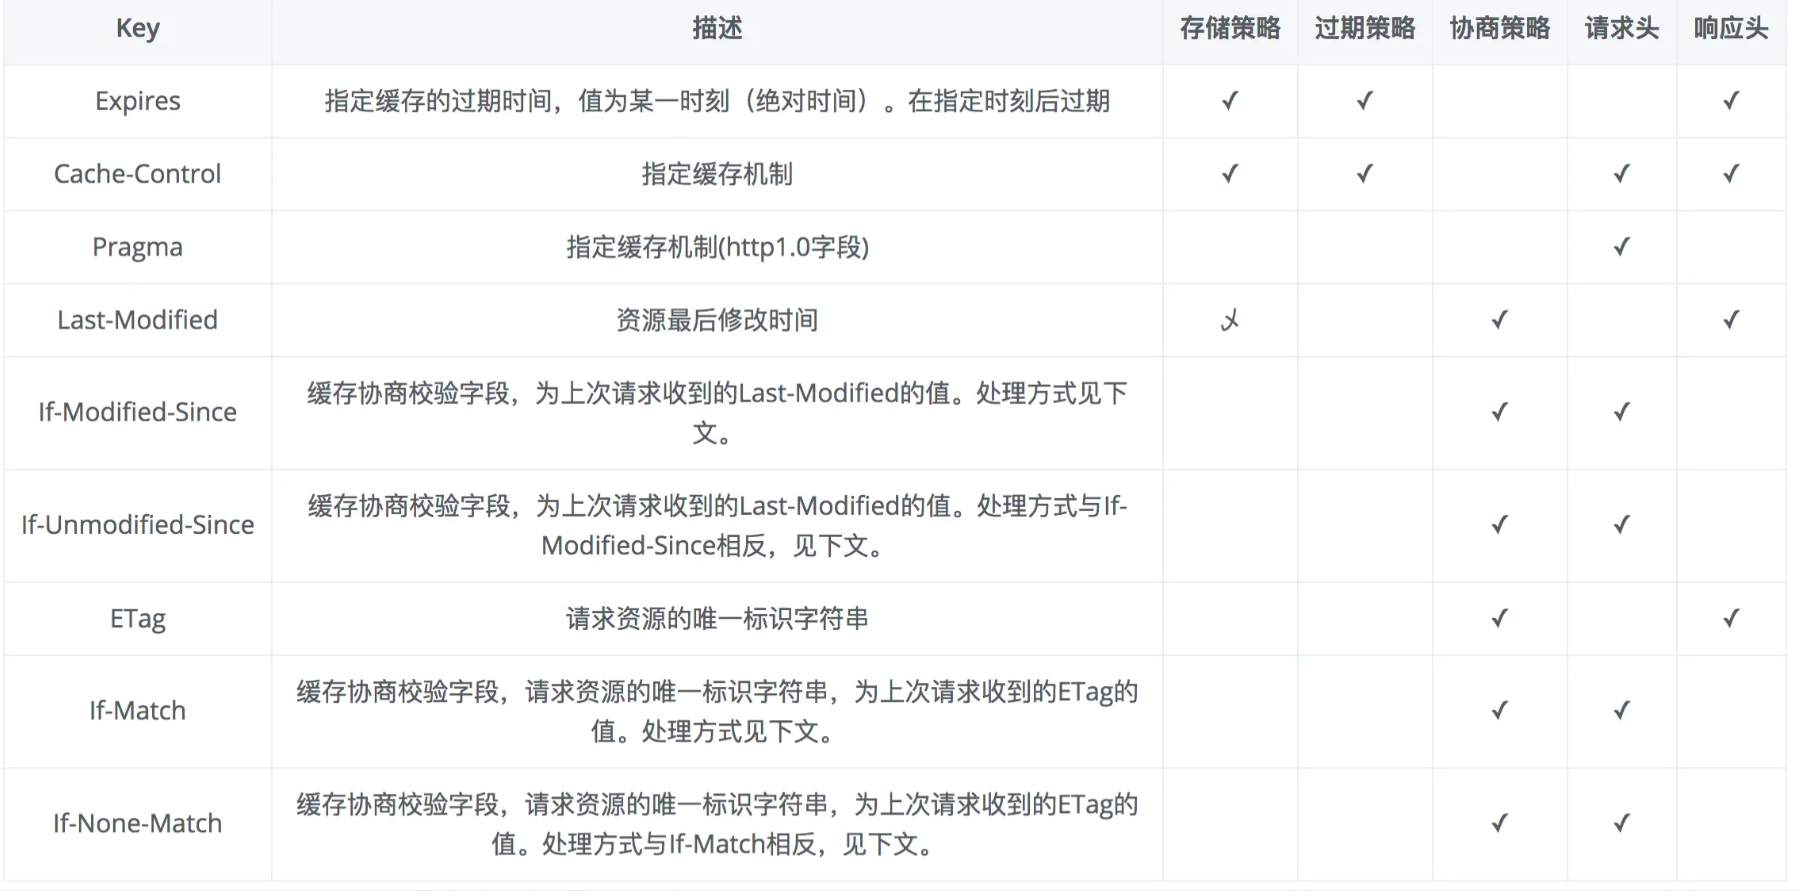 Key 描述 存储策略 过期策略 协商策略 请求头 响应头
Expires 指定缓存的过期时间，值为某一时刻（绝对时间）。在指定时刻后过期 ✓ ✓ ✓
Cache-Control 指定缓存机制 ✓ ✓ ✓ ✓
Pragma 指定缓存机制(http1.0字段) ✓
Last-Modified 资源最后修改时间 乄 ✓ ✓
If-Modified-Since 缓存协商校验字段，为上次请求收到的Last-Modified的值。处理方式见下
文。 ✓ ✓
If-Unmodified-Since 缓存协商校验字段，为上次请求收到的Last-Modified的值。处理方式与If-
Modified-Since相反，见下文。 ✓ ✓
ETag 请求资源的唯一标识字符串 ✓ ✓
If-Match 缓存协商校验字段，请求资源的唯一标识字符串，为上次请求收到的ETag的
值。处理方式见下文。 ✓ ✓
If-None-Match 缓存协商校验字段，请求资源的唯一标识字符串，为上次请求收到的ETag的
值。处理方式与If-Match相反，见下文。 ✓ ✓